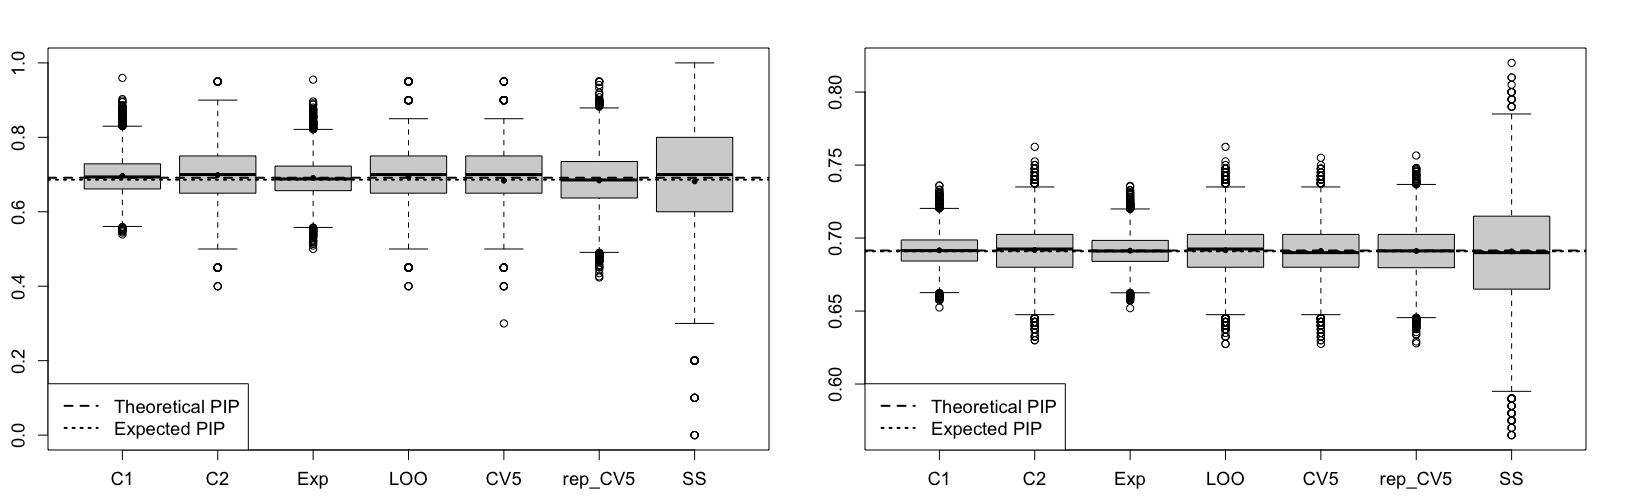 1.0
0.8
0.6
0.4
0.2
0.0
Theoretical PIP
Expected PIP
C1 C2 Exp LOO CV5 rep_CV5 SS
0.80
0.75
0.70
0.65
0.60
Theoretical PIP
Expected PIP
C1 C2 Exp LOO CV5 rep_CV5 SS